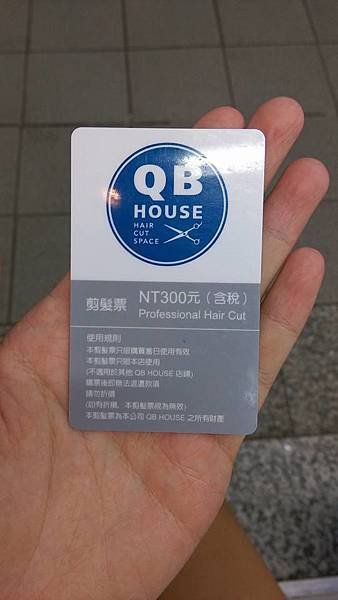 QB
HOUSE
HAIR
CUT
SPACE
剪髮票 NT300元（含稅）
Professional Hair Cut
使用規則
本剪髮票只限購買當日使用有效
本剪髮票只限本店使用
(不適用於其他 QB HOUSE 店舖)
購票後即無法退還款項
請勿折損
(如有折損，本剪髮票視為無效)
本剪髮票為本公司 QB HOUSE 之所有財產